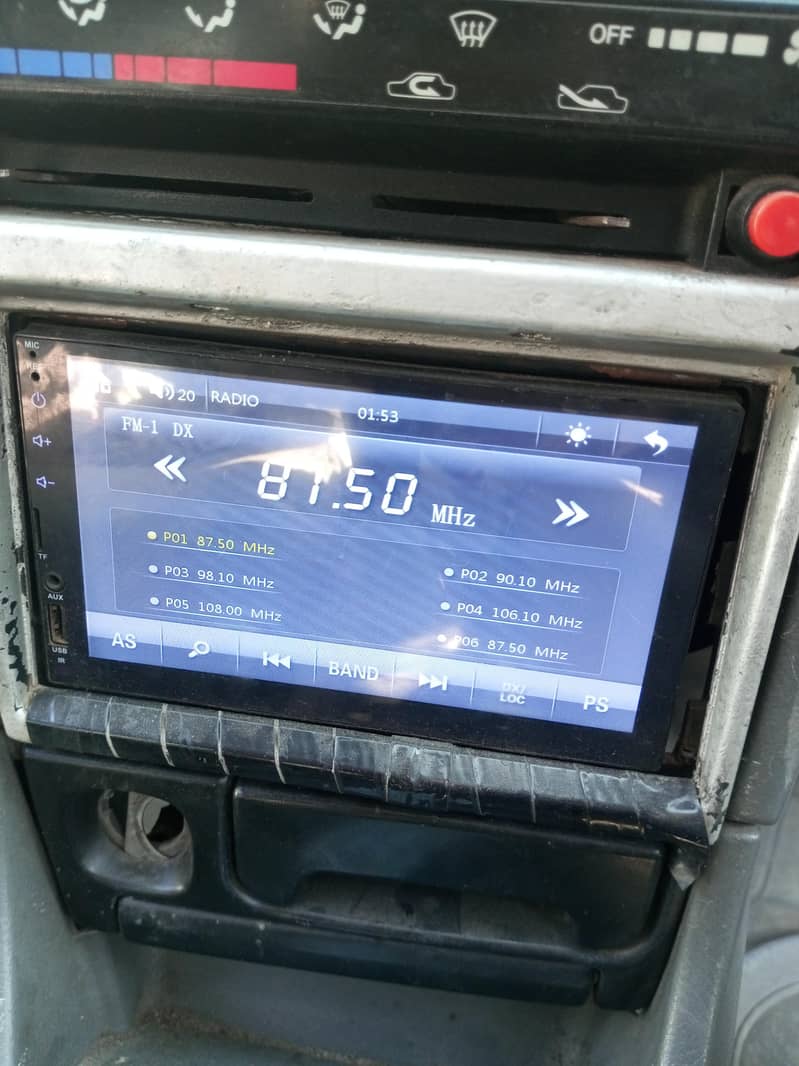 OFF
MIC
20 RADIO 01:53
FM-1 DX
87.50 MHz
P01 87.50 MHz
P02 90.10 MHz
P03 98.10 MHz
P04 106.10 MHz
P05 108.00 MHz
P06 87.50 MHz
AS
BAND
DX/
LOC
PS
TF
AUX
USB
IR